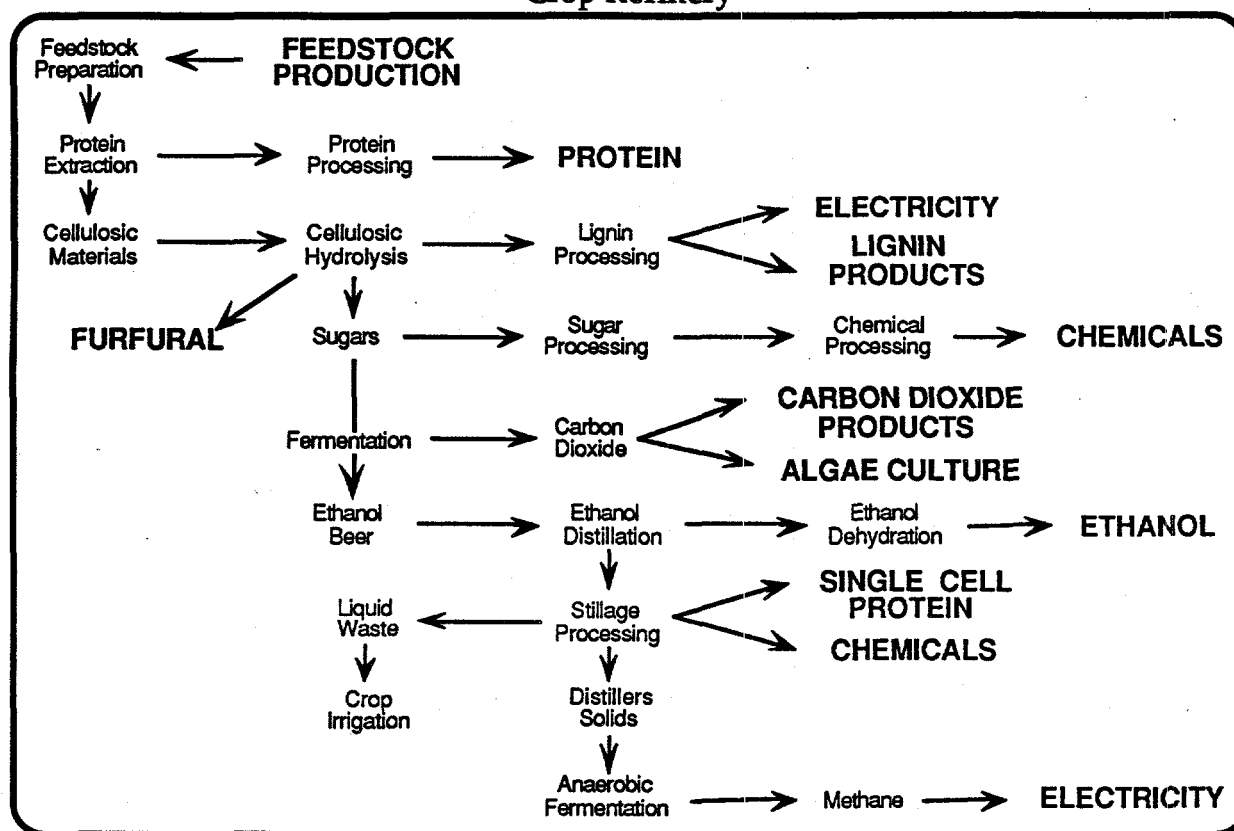 Crop Refinery
Feedstock
Preparation
FEEDSTOCK
PRODUCTION
Protein
Extraction
Protein
Processing
PROTEIN
Cellulosic
Materials
Cellulosic
Hydrolysis
Lignin
Processing
ELECTRICITY
LIGNIN
PRODUCTS
FURFURAL
Sugars
Sugar
Processing
Chemical
Processing
CHEMICALS
Fermentation
Carbon
Dioxide
CARBON DIOXIDE
PRODUCTS
ALGAE CULTURE
Ethanol
Beer
Ethanol
Distillation
Ethanol
Dehydration
ETHANOL
Liquid
Waste
Stillage
Processing
SINGLE CELL
PROTEIN
CHEMICALS
Crop
Irrigation
Distillers
Solids
Anaerobic
Fermentation
Methane
ELECTRICITY